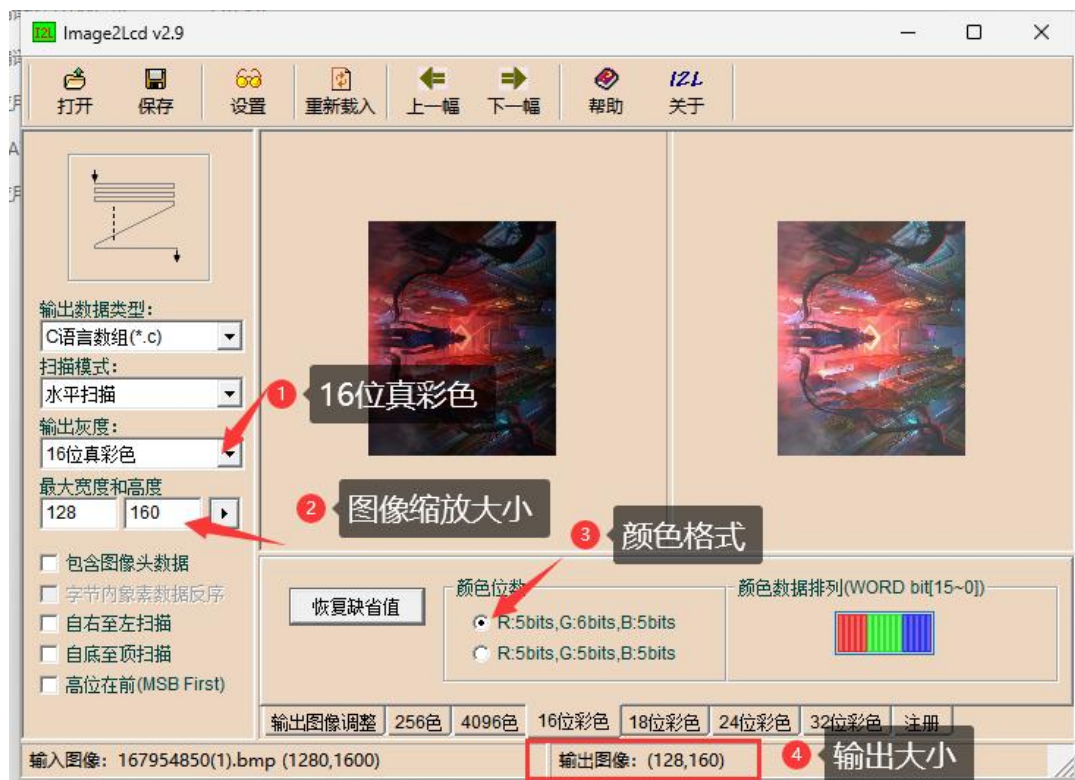 I2L Image2Lcd v2.9
打开 保存 设置 重新载入 上一幅 下一幅 帮助 I2L 关于
输出数据类型:
C语言数组(*.c)
扫描模式:
水平扫描
1 16位真彩色
输出灰度:
16位真彩色
最大宽度和高度
128 160
2 图像缩放大小
3 颜色格式
包含图像头数据
字节内象素数据反序
自右至左扫描
自底至顶扫描
高位在前(MSB First)
恢复缺省值
颜色位数
R:5bits,G:6bits,B:5bits
R:5bits,G:5bits,B:5bits
颜色数据排列(WORD bit[15~0])
输出图像调整 256色 4096色 16位彩色 18位彩色 24位彩色 32位彩色 注册
输入图像: 167954850(1).bmp (1280,1600)
输出图像: (128,160)
4 输出大小